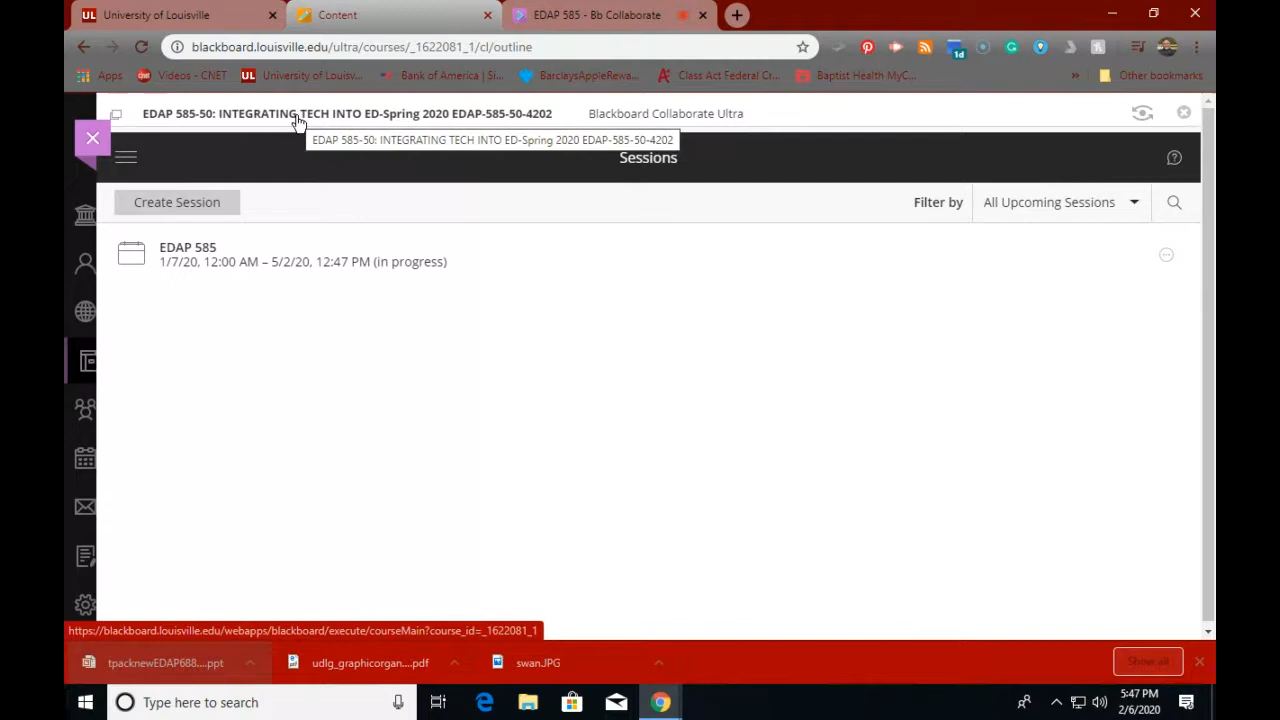 University of Louisville
Content
EDAP 585 - Bb Collaborate
blackboard.louisville.edu/ultra/courses/_1622081_1/cl/outline
1d
Apps
Videos - CNET
UL University of Louisv...
Bank of America | Si...
BarclaysAppleRewa...
Class Act Federal Cr...
Baptist Health MyC...
»
Other bookmarks
EDAP 585-50: INTEGRATING TECH INTO ED-Spring 2020 EDAP-585-50-4202
Blackboard Collaborate Ultra
EDAP 585-50: INTEGRATING TECH INTO ED-Spring 2020 EDAP-585-50-4202
Sessions
Create Session
Filter by
All Upcoming Sessions
EDAP 585
1/7/20, 12:00 AM – 5/2/20, 12:47 PM (in progress)
https://blackboard.louisville.edu/webapps/blackboard/execute/courseMain?course_id=_1622081_1
tpacknewEDAP688....ppt
udlg_graphicorgan....pdf
swan.JPG
Show all
Type here to search
5:47 PM
2/6/2020